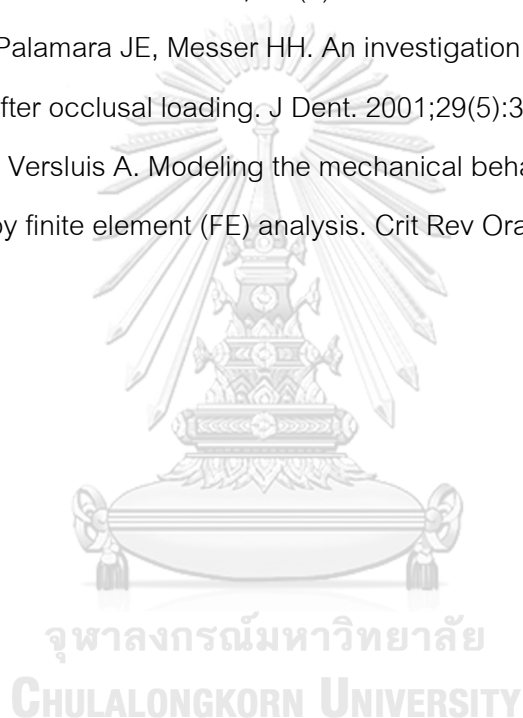 Palamara JE, Messer HH. An investigation
fter occlusal loading. J Dent. 2001;29(5):3
Versluis A. Modeling the mechanical beha
by finite element (FE) analysis. Crit Rev Ora
จุฬาลงกรณ์มหาวิทยาลัย
CHULALONGKORN UNIVERSITY